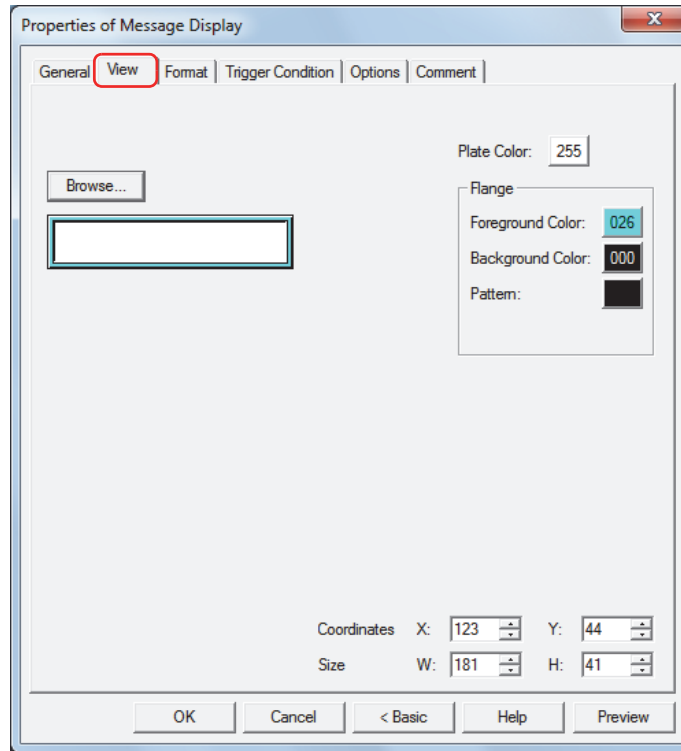 Properties of Message Display
X
General View Format Trigger Condition Options Comment
Plate Color: 255
Browse...
Flange
Foreground Color: 026
Background Color: 000
Pattern:
Coordinates X: 123 Y: 44
Size W: 181 H: 41
OK Cancel < Basic Help Preview